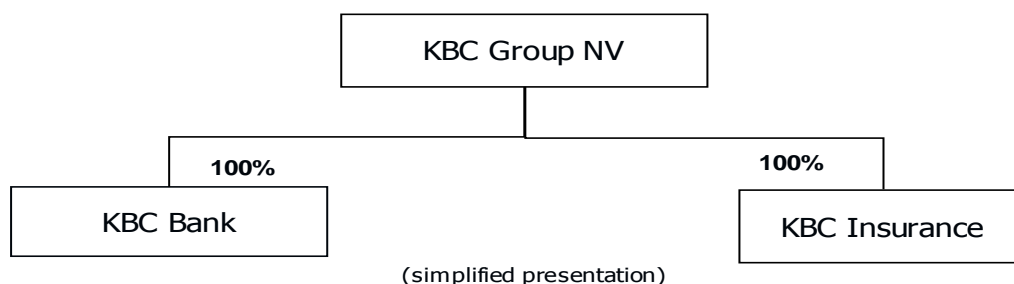 KBC Group NV
100%
100%
KBC Bank
KBC Insurance
(simplified presentation)